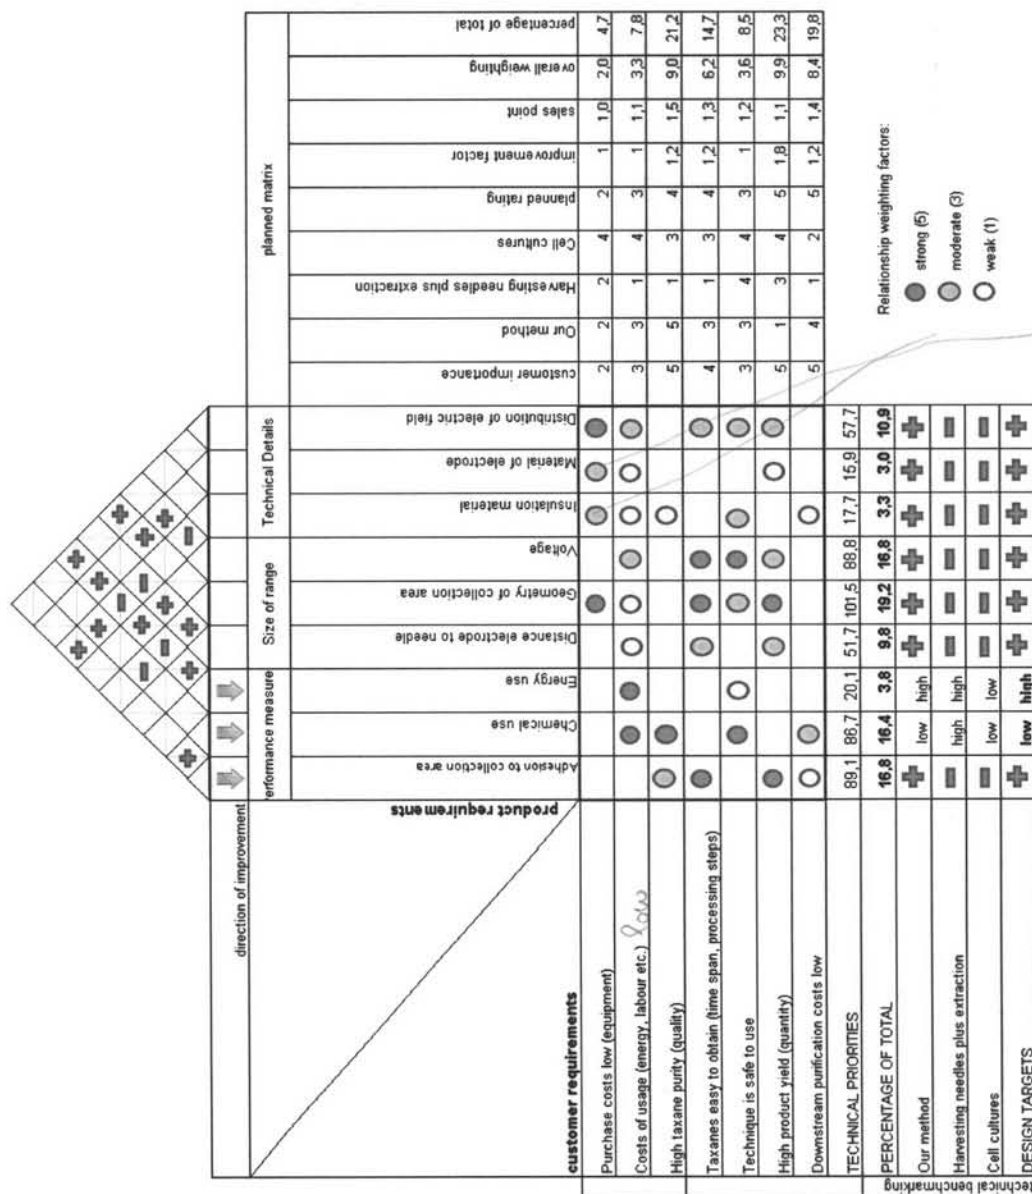 direction of improvement
Performance measure
Size of range
Technical Details
planned matrix
product requirements
customer requirements
Adhesion to collection area
Chemical use
Energy use
Distance electrode to needle
Geometry of collection area
Voltage
Insulation material
Material of electrode
Distribution of electric field
customer importance
Our method
Harvesting needles plus extraction
Cell cultures
planned rating
improvement factor
sales point
overall weighting
percentage of total
Purchase costs low (equipment) 2 2 2 4 2 1 1,0 2,0 4,7
Costs of usage (energy, labour etc.) low 3 3 1 4 3 1 1,1 3,3 7,8
High taxane purity (quality) 5 5 1 3 4 1,2 1,5 9,0 21,2
Taxanes easy to obtain (time span, processing steps) 4 3 1 3 4 1,2 1,3 6,2 14,7
Technique is safe to use 3 3 4 4 3 1 1,2 3,6 8,5
High product yield (quantity) 5 1 3 4 5 1,8 1,1 9,9 23,3
Downstream purification costs low 5 4 1 2 5 1,2 1,4 8,4 19,8
TECHNICAL PRIORITIES 89,1 86,7 20,1 51,7 101,5 88,8 17,7 15,9 57,7
PERCENTAGE OF TOTAL 16,8 16,4 3,8 9,8 19,2 16,8 3,3 3,0 10,9
Technical benchmarking
Our method + low high + + + + + +
Harvesting needles plus extraction - high high - - - - - -
Cell cultures - low low - - - - - -
DESIGN TARGETS + low high + + + + + +
Relationship weighting factors:
strong (5)
moderate (3)
weak (1)